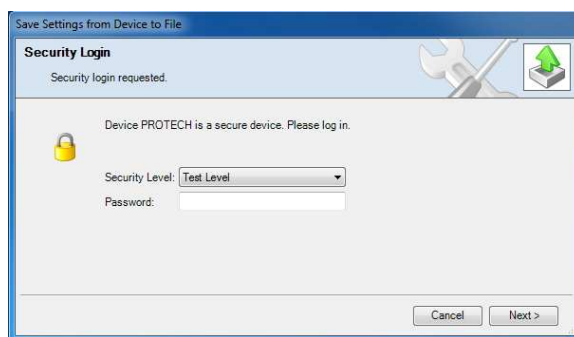 Save Settings from Device to File
Security Login
Security login requested.
Device PROTECH is a secure device. Please log in.
Security Level: Test Level
Password:
Cancel Next >